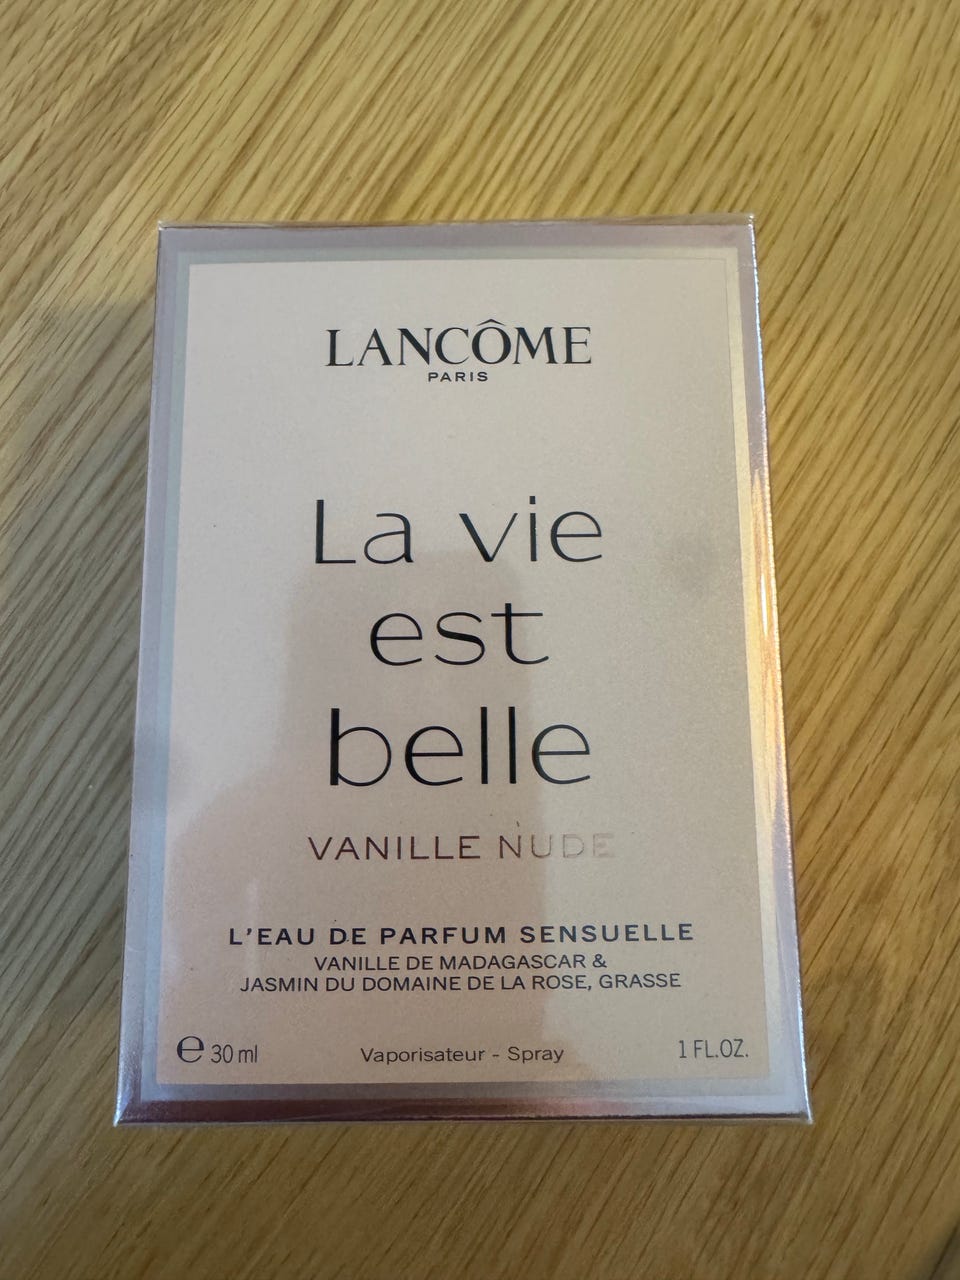 LANCÔME
PARIS
La vie
est
belle
VANILLE NUDE
L'EAU DE PARFUM SENSUELLE
VANILLE DE MADAGASCAR &
JASMIN DU DOMAINE DE LA ROSE, GRASSE
℮ 30 ml Vaporisateur - Spray 1 FL.OZ.